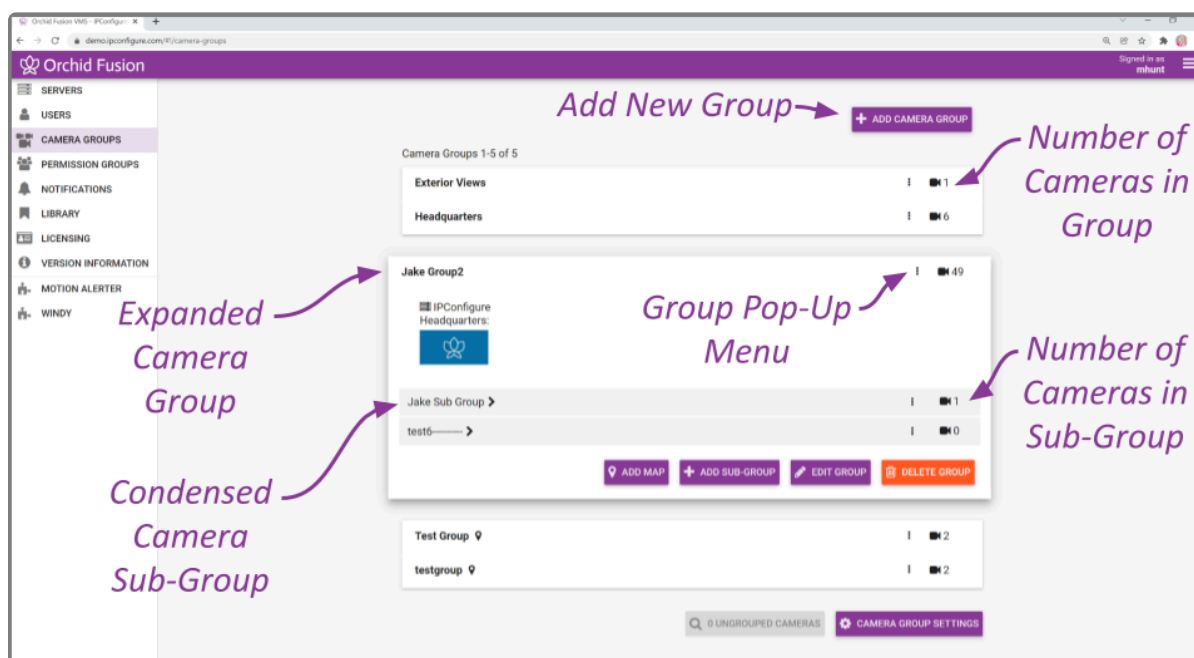 Orchid Fusion VMS - IPConfigur
demo.ipconfigure.com/#!/camera-groups
Orchid Fusion
Signed in as
mhunt
SERVERS
USERS
CAMERA GROUPS
PERMISSION GROUPS
NOTIFICATIONS
LIBRARY
LICENSING
VERSION INFORMATION
MOTION ALERTER
WINDY
Add New Group
+ ADD CAMERA GROUP
Camera Groups 1-5 of 5
Exterior Views 1
Headquarters 6
Number of
Cameras in
Group
Jake Group2 49
IPConfigure
Headquarters:
Expanded
Camera
Group
Group Pop-Up
Menu
Jake Sub Group > 1
test6--------- > 0
Number of
Cameras in
Sub-Group
ADD MAP + ADD SUB-GROUP EDIT GROUP DELETE GROUP
Condensed
Camera
Sub-Group
Test Group 2
testgroup 2
0 UNGROUPED CAMERAS CAMERA GROUP SETTINGS